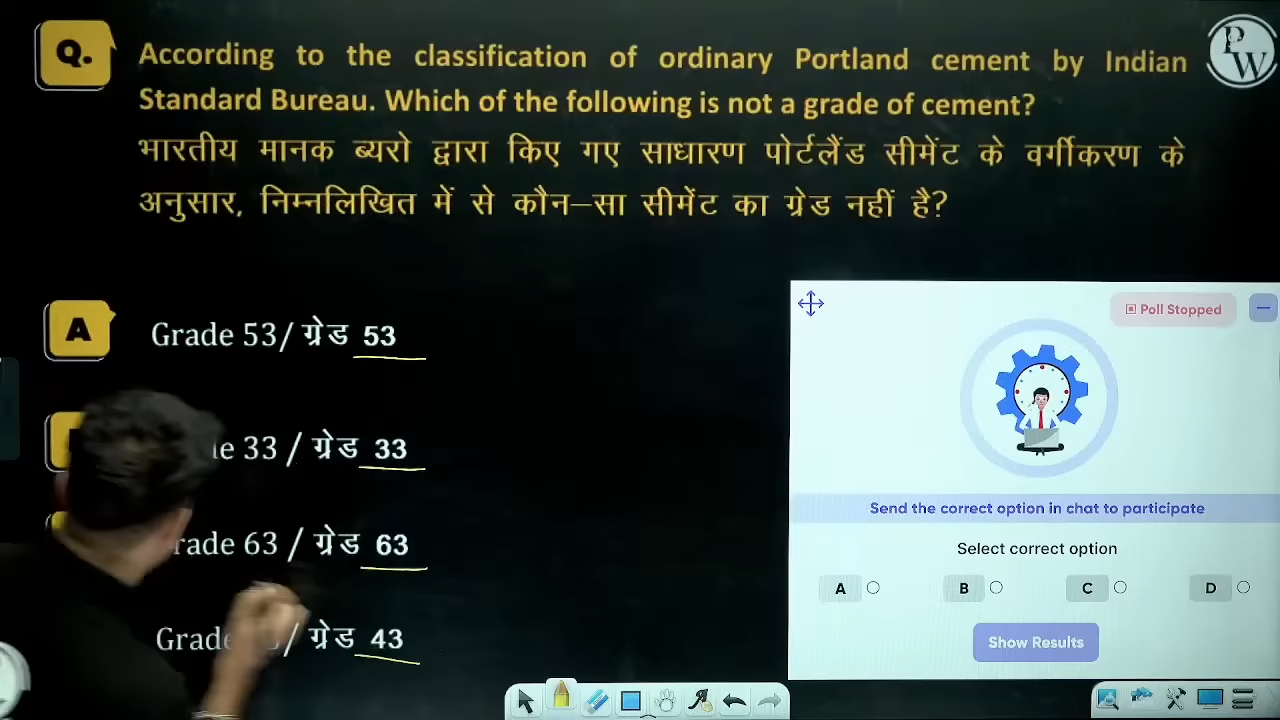 Q.
According to the classification of ordinary Portland cement by Indian
Standard Bureau. Which of the following is not a grade of cement?
भारतीय मानक ब्यरो द्वारा किए गए साधारण पोर्टलैंड सीमेंट के वर्गीकरण के
अनुसार, निम्नलिखित में से कौन–सा सीमेंट का ग्रेड नहीं है?
PW
A Grade 53/ ग्रेड 53
33 / ग्रेड 33
63 / ग्रेड 63
/ ग्रेड 43
Poll Stopped
Send the correct option in chat to participate
Select correct option
A B C D
Show Results